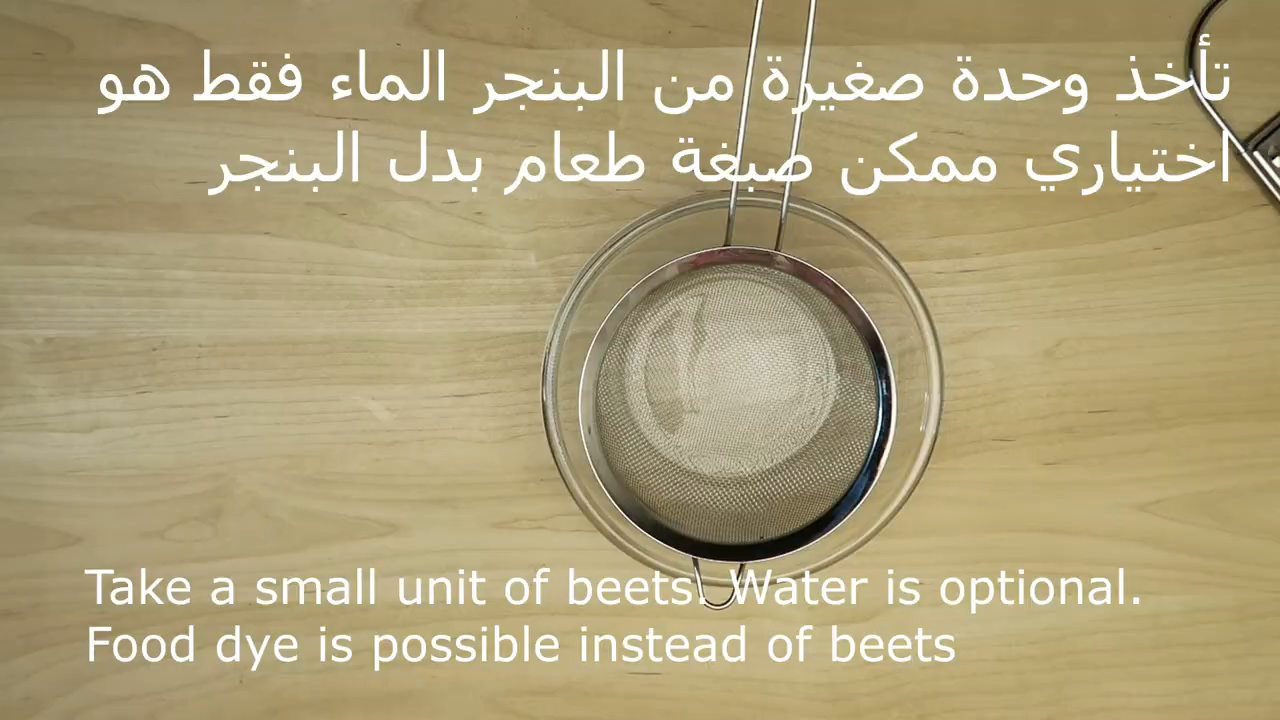 تأخذ وحدة صغيرة من البنجر الماء فقط هو
اختياري ممكن صبغة طعام بدل البنجر
Take a small unit of beets. Water is optional.
Food dye is possible instead of beets